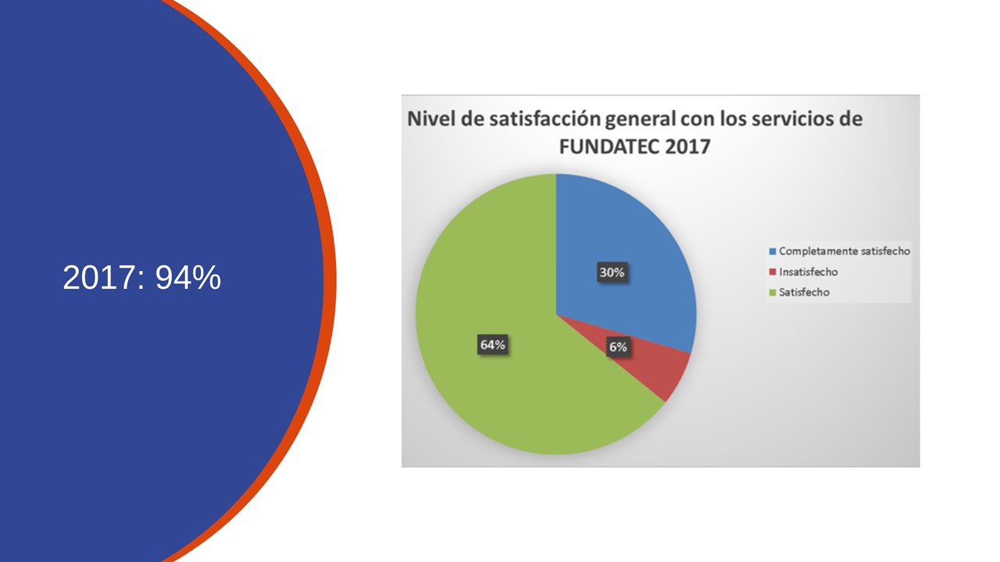 2017: 94%
Nivel de satisfacción general con los servicios de
FUNDATEC 2017
30%
6%
64%
Completamente satisfecho
Insatisfecho
Satisfecho